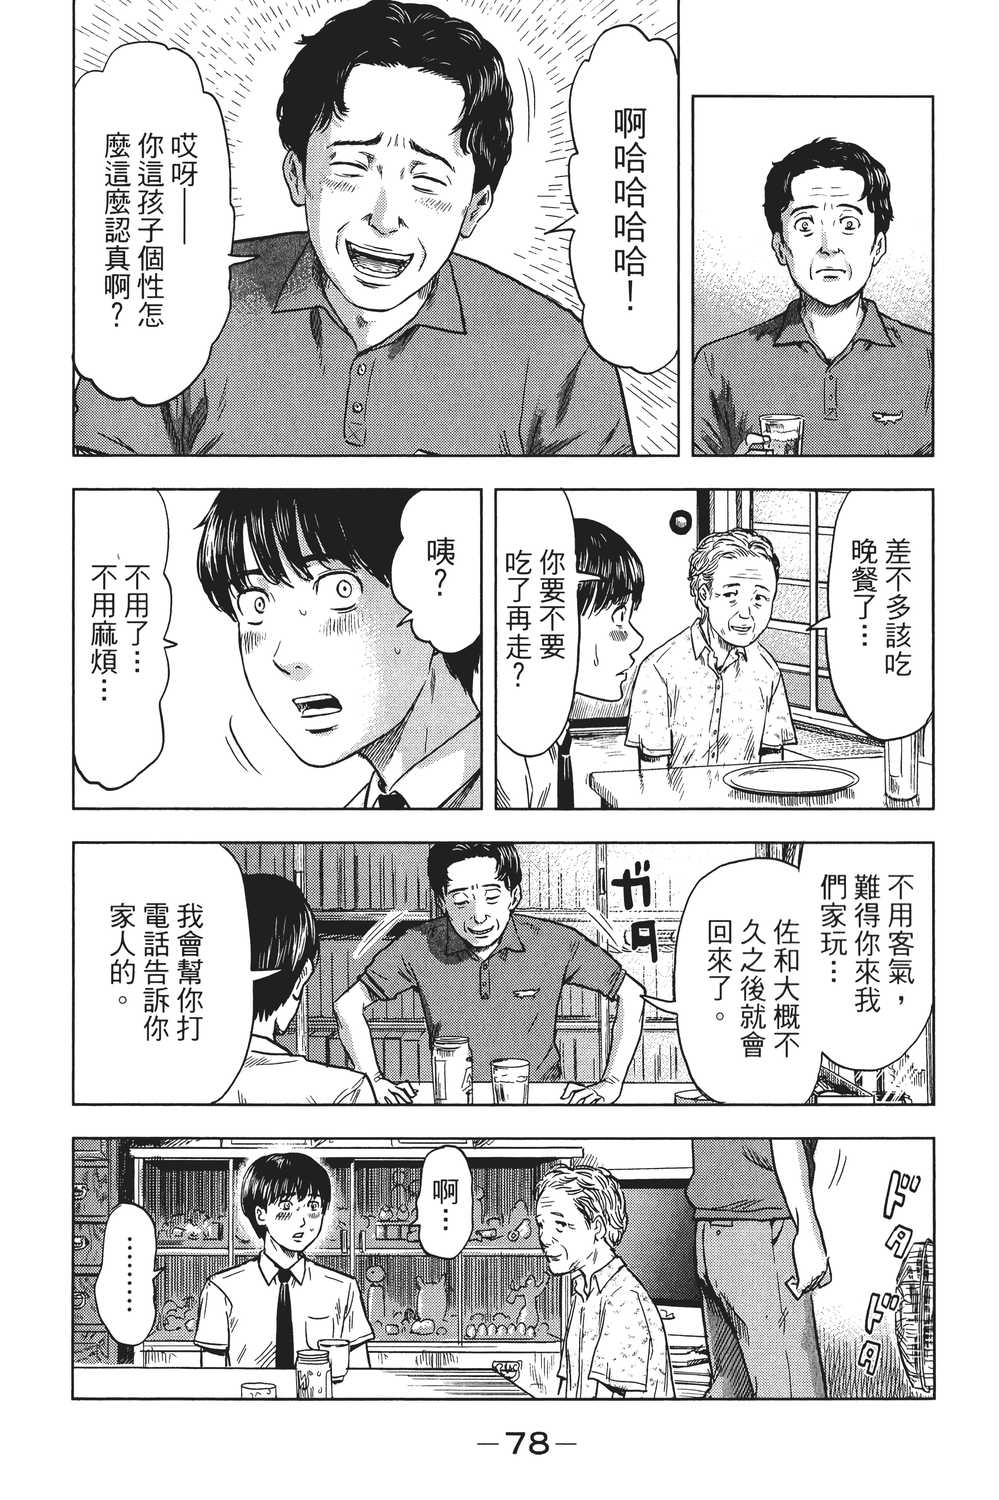 啊哈哈哈哈！
哎呀——
你這孩子個性怎
麼這麼認真啊？
差不多該吃
晚餐了…
你要不要
吃了再走？
咦？
不用了…
不用麻煩…
不用客氣，
難得你來我
們家玩…
佐和大概不
久之後就會
回來了。
ガタ
我會幫你打
電話告訴你
家人的。
ドタ
ドタ
啊…
………
－78－